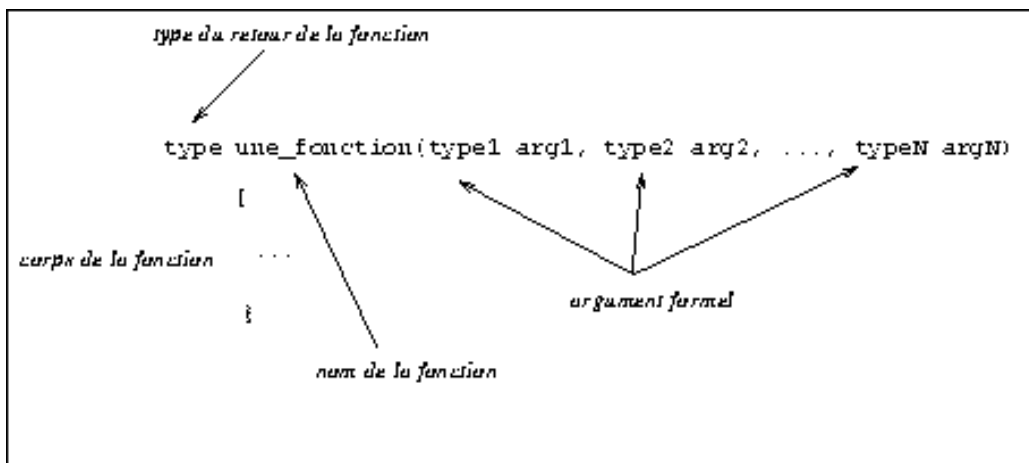 type du retour de la fonction
type une_fonction(type1 arg1, type2 arg2, ..., typeN argN)
{
corps de la fonction ...
}
argument formel
nom de la fonction